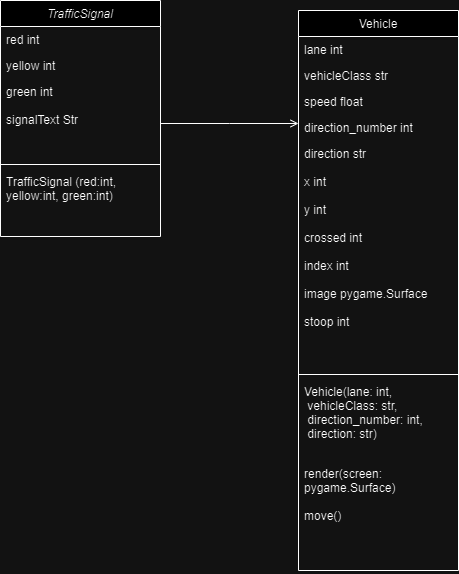 TrafficSignal
red int
yellow int
green int
signalText Str
TrafficSignal (red:int,
yellow:int, green:int)
Vehicle
lane int
vehicleClass str
speed float
direction_number int
direction str
x int
y int
crossed int
index int
image pygame.Surface
stoop int
Vehicle(lane: int,
vehicleClass: str,
direction_number: int,
direction: str)
render(screen:
pygame.Surface)
move()